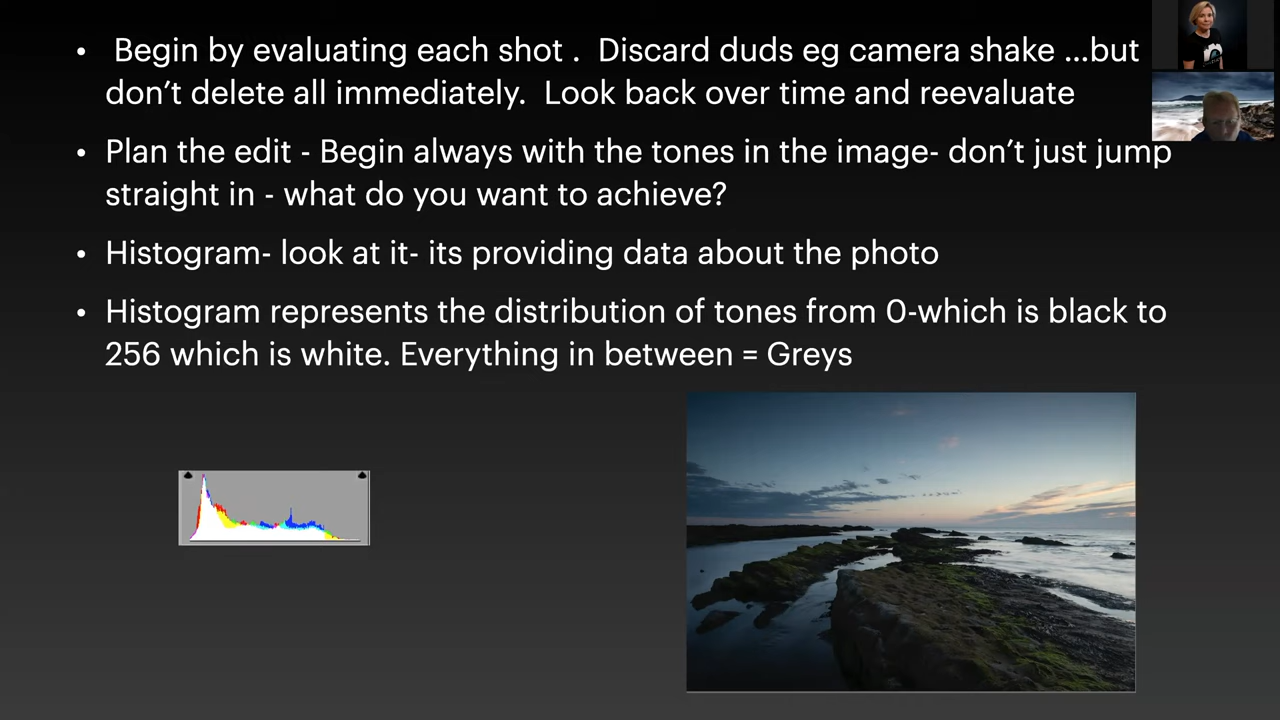 • Begin by evaluating each shot .  Discard duds eg camera shake ...but
don’t delete all immediately.  Look back over time and reevaluate
• Plan the edit - Begin always with the tones in the image- don’t just jump
straight in - what do you want to achieve?
• Histogram- look at it- its providing data about the photo
• Histogram represents the distribution of tones from 0-which is black to
256 which is white. Everything in between = Greys